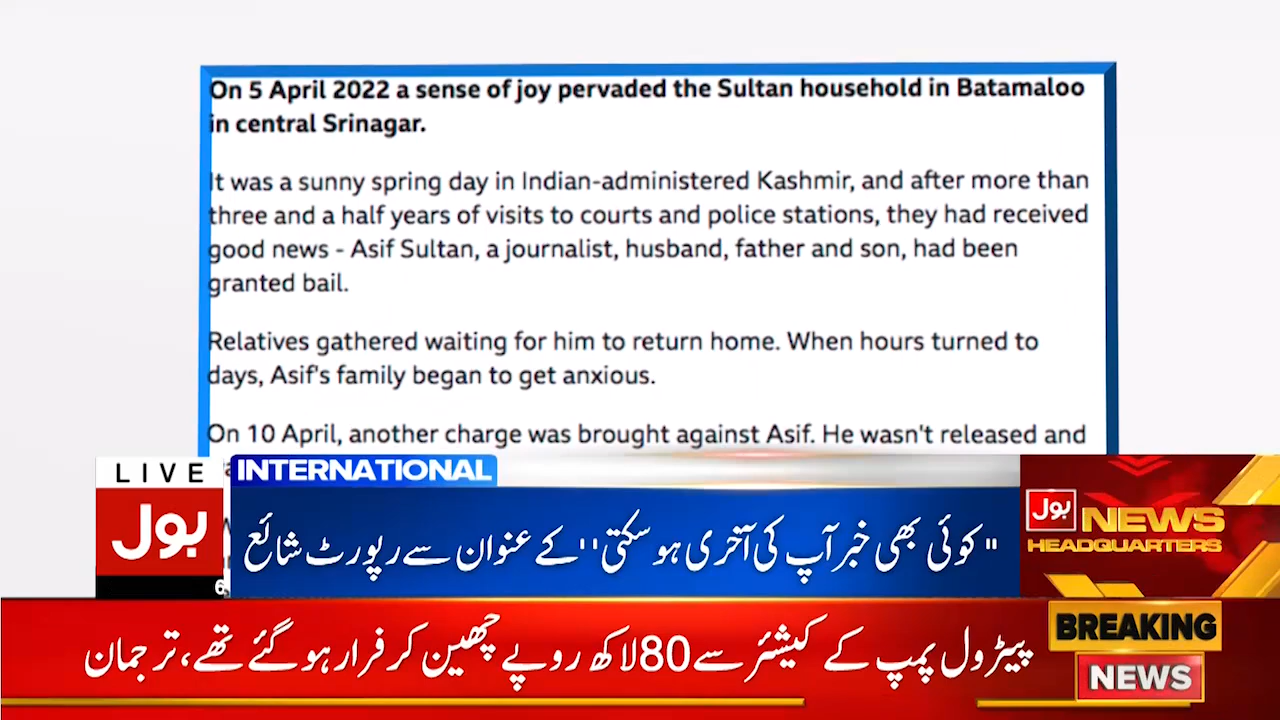 On 5 April 2022 a sense of joy pervaded the Sultan household in Batamaloo
in central Srinagar.
It was a sunny spring day in Indian-administered Kashmir, and after more than
three and a half years of visits to courts and police stations, they had received
good news - Asif Sultan, a journalist, husband, father and son, had been
granted bail.
Relatives gathered waiting for him to return home. When hours turned to
days, Asif's family began to get anxious.
On 10 April, another charge was brought against Asif. He wasn't released and
LIVE
INTERNATIONAL
بول
"کوئی بھی خبر آپ کی آخری ہو سکتی'' کے عنوان سے رپورٹ شائع
بول NEWS
HEADQUARTERS
پیٹرول پمپ کے کیشئر سے 80 لاکھ روپے چھین کر فرار ہوگئے تھے، ترجمان
BREAKING
NEWS